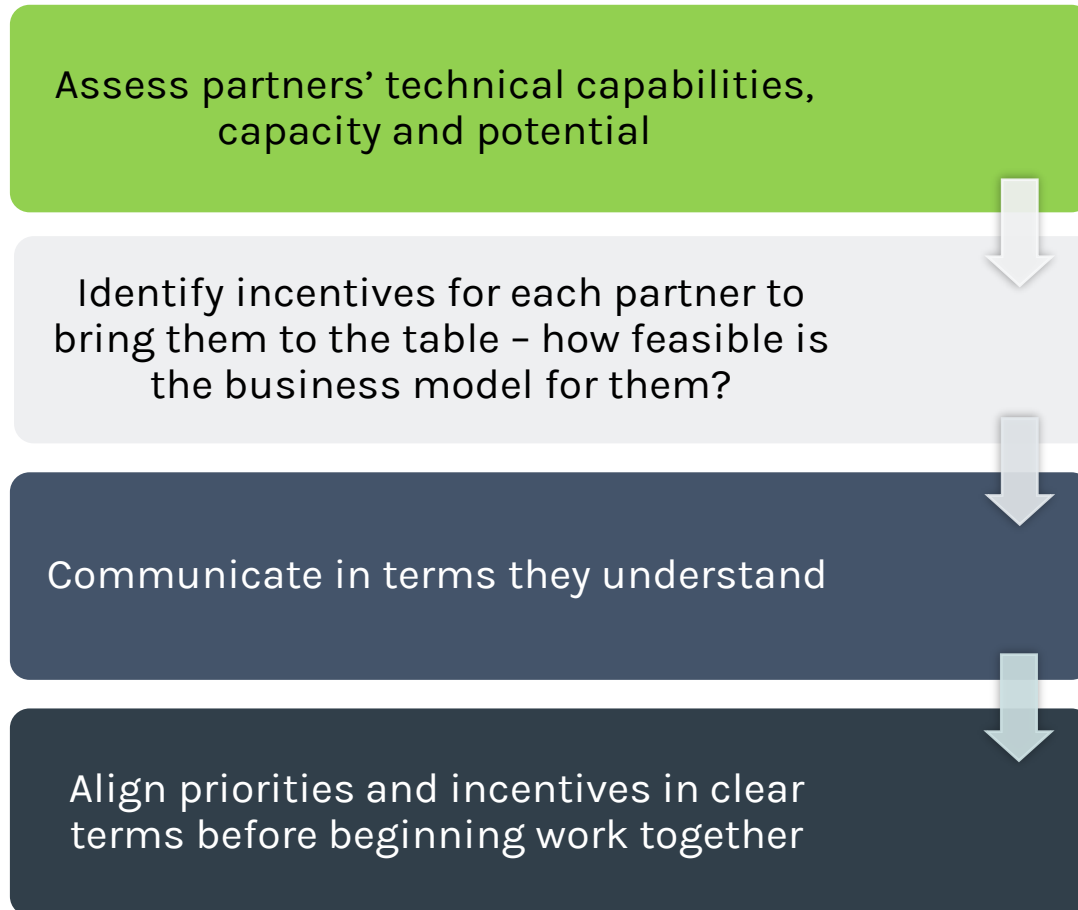 Assess partners’ technical capabilities,
capacity and potential
Identify incentives for each partner to
bring them to the table – how feasible is
the business model for them?
Communicate in terms they understand
Align priorities and incentives in clear
terms before beginning work together